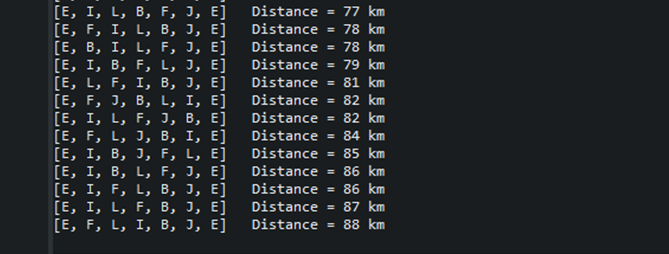 [E, I, L, B, F, J, E]   Distance = 77 km
[E, F, I, L, B, J, E]   Distance = 78 km
[E, B, I, L, F, J, E]   Distance = 78 km
[E, I, B, F, L, J, E]   Distance = 79 km
[E, L, F, I, B, J, E]   Distance = 81 km
[E, F, J, B, L, I, E]   Distance = 82 km
[E, I, L, F, J, B, E]   Distance = 82 km
[E, F, L, J, B, I, E]   Distance = 84 km
[E, I, B, J, F, L, E]   Distance = 85 km
[E, I, B, L, F, J, E]   Distance = 86 km
[E, I, F, L, B, J, E]   Distance = 86 km
[E, I, L, F, B, J, E]   Distance = 87 km
[E, F, L, I, B, J, E]   Distance = 88 km